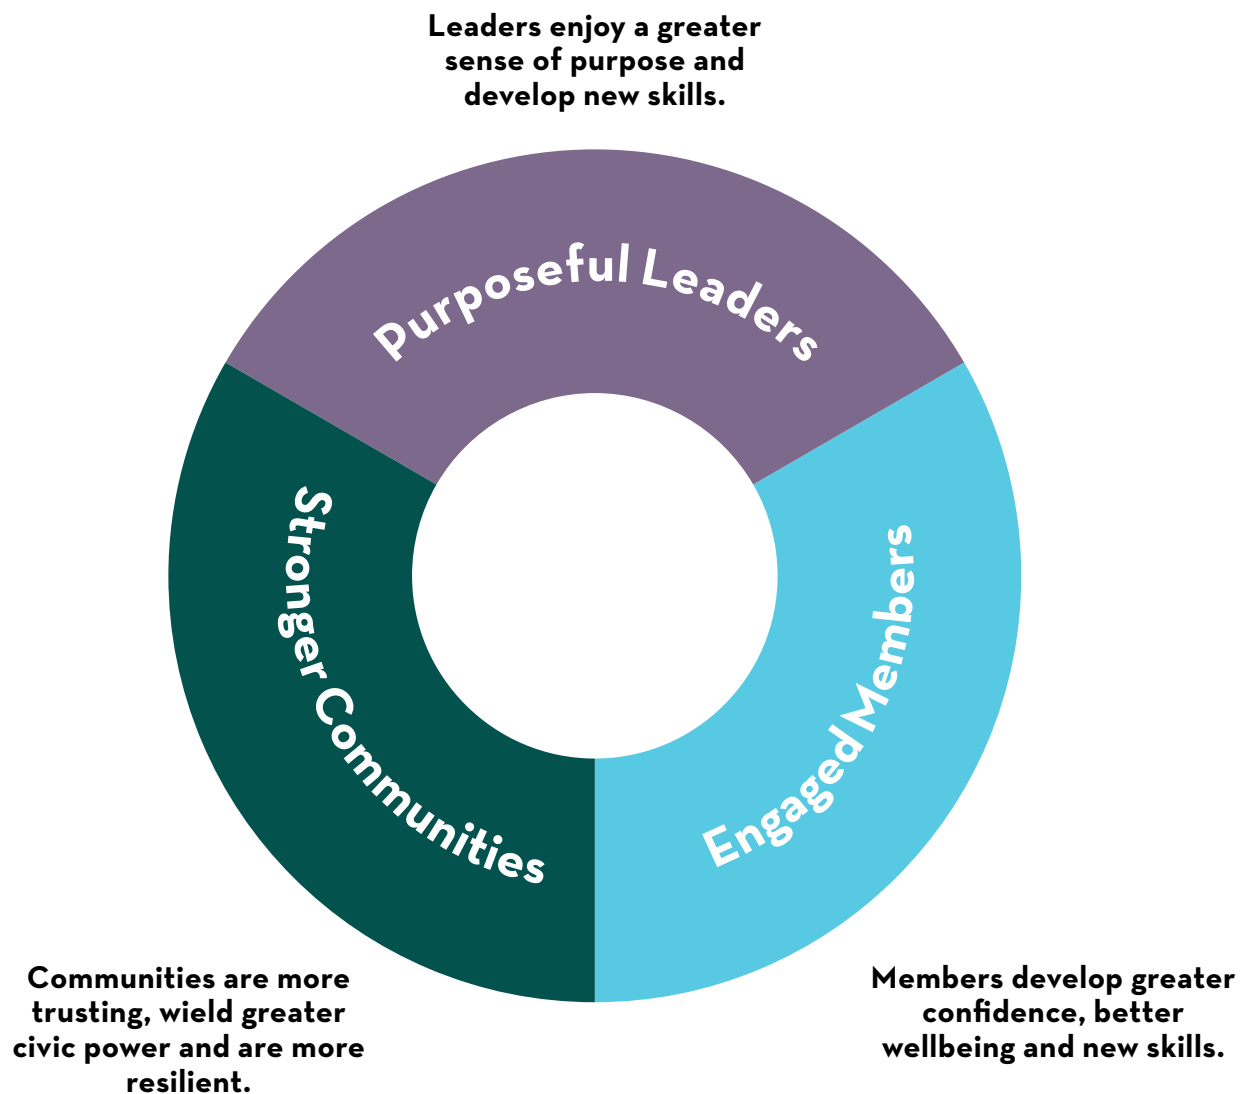 Leaders enjoy a greater
sense of purpose and
develop new skills.
Purposeful Leaders
Stronger Communities
Engaged Members
Communities are more
trusting, wield greater
civic power and are more
resilient.
Members develop greater
confidence, better
wellbeing and new skills.